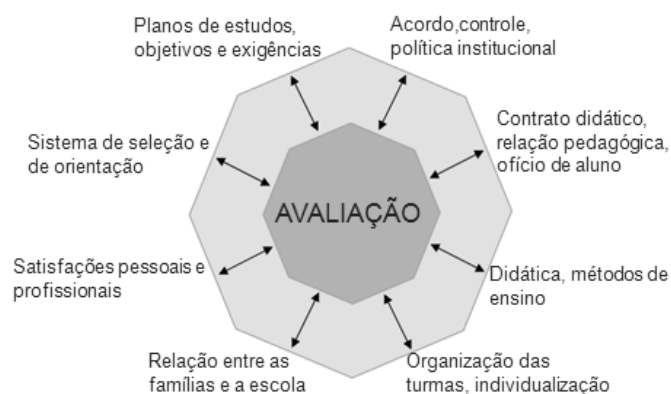 Planos de estudos,
objetivos e exigências
Acordo,controle,
política institucional
Sistema de seleção e
de orientação
Contrato didático,
relação pedagógica,
ofício de aluno
AVALIAÇÃO
Satisfações pessoais e
profissionais
Didática, métodos de
ensino
Relação entre as
famílias e a escola
Organização das
turmas, individualização